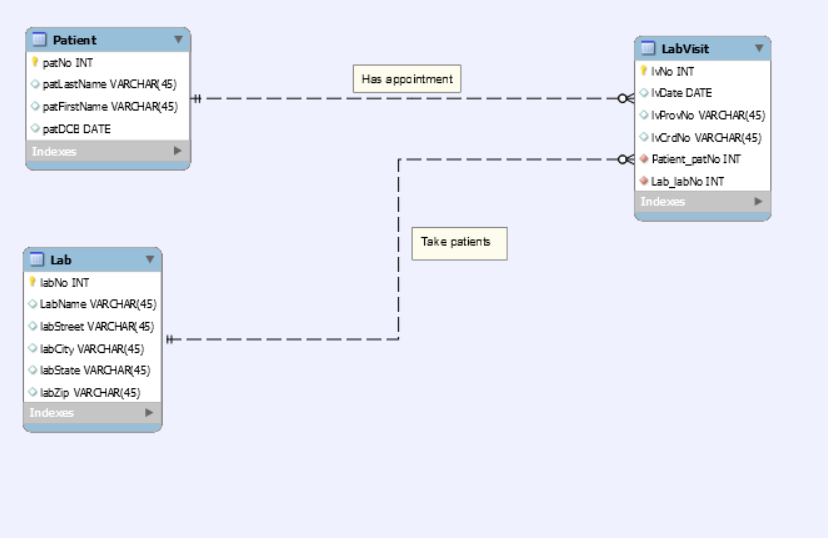 Patient
patNo INT
patLastName VARCHAR(45)
patFirstName VARCHAR(45)
patDCB DATE
Indexes
Has appointment
LabVisit
lvNo INT
lvDate DATE
lvProvNo VARCHAR(45)
lvCrdNo VARCHAR(45)
Patient_patNo INT
Lab_labNo INT
Indexes
Take patients
Lab
labNo INT
LabName VARCHAR(45)
labStreet VARCHAR(45)
labCity VARCHAR(45)
labState VARCHAR(45)
labZip VARCHAR(45)
Indexes